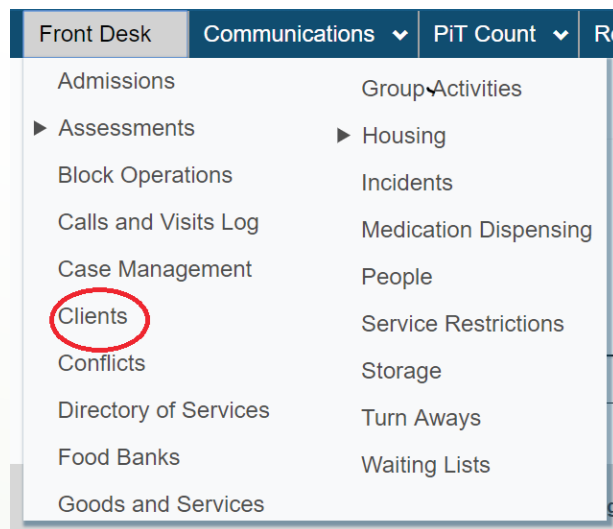 Front Desk
Communications
PiT Count
Admissions
Assessments
Block Operations
Calls and Visits Log
Case Management
Clients
Conflicts
Directory of Services
Food Banks
Goods and Services
Group Activities
Housing
Incidents
Medication Dispensing
People
Service Restrictions
Storage
Turn Aways
Waiting Lists